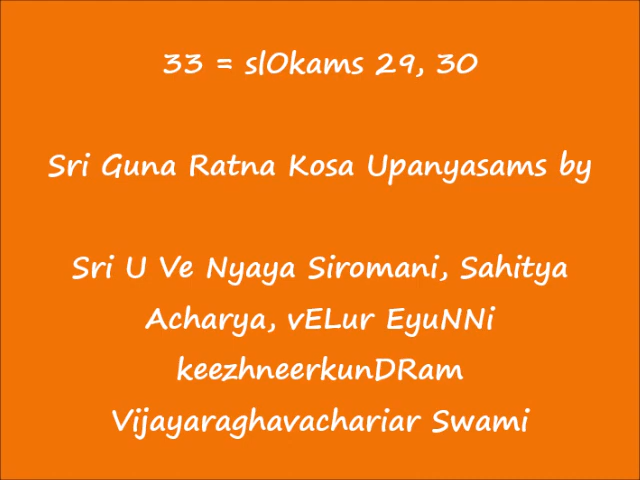 33 = slOkams 29, 30
Sri Guna Ratna Kosa Upanyasams by
Sri U Ve Nyaya Siromani, Sahitya
Acharya, vELur EyuNNi
keezhneerkunDRam
Vijayaraghavachariar Swami